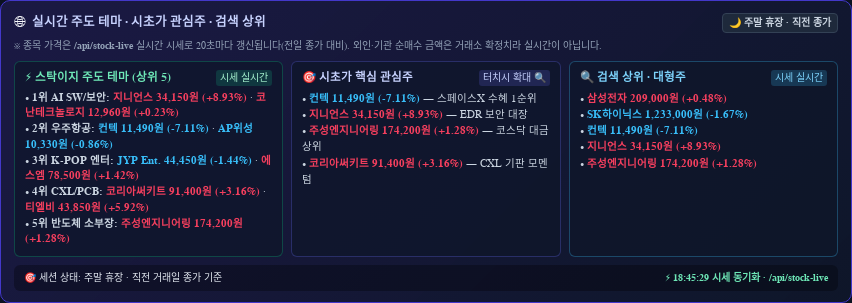 🌐 실시간 주도 테마 · 시초가 관심주 · 검색 상위
🌙 주말 휴장 · 직전 종가
※ 종목 가격은 /api/stock-live 실시간 시세로 20초마다 갱신됩니다(전일 종가 대비). 외인·기관 순매수 금액은 거래소 확정치라 실시간이 아닙니다.
⚡ 스탁이지 주도 테마 (상위 5)
시세 실시간
• 1위 AI SW/보안: 지니언스 34,150원 (+8.93%) · 코
난테크놀로지 12,960원 (+0.23%)
• 2위 우주항공: 컨텍 11,490원 (-7.11%) · AP위성
10,330원 (-0.86%)
• 3위 K-POP 엔터: JYP Ent. 44,450원 (-1.44%) · 에
스엠 78,500원 (+1.42%)
• 4위 CXL/PCB: 코리아써키트 91,400원 (+3.16%) ·
티엘비 43,850원 (+5.92%)
• 5위 반도체 소부장: 주성엔지니어링 174,200원
(+1.28%)
🎯 시초가 핵심 관심주
터치시 확대 🔍
• 컨텍 11,490원 (-7.11%) — 스페이스X 수혜 1순위
• 지니언스 34,150원 (+8.93%) — EDR 보안 대장
• 주성엔지니어링 174,200원 (+1.28%) — 코스닥 대금
상위
• 코리아써키트 91,400원 (+3.16%) — CXL 기판 모멘
텀
🔍 검색 상위 · 대형주
시세 실시간
• 삼성전자 209,000원 (+0.48%)
• SK하이닉스 1,233,000원 (-1.67%)
• 컨텍 11,490원 (-7.11%)
• 지니언스 34,150원 (+8.93%)
• 주성엔지니어링 174,200원 (+1.28%)
🎯 세션 상태: 주말 휴장 · 직전 거래일 종가 기준
⚡ 18:45:29 시세 동기화 · /api/stock-live